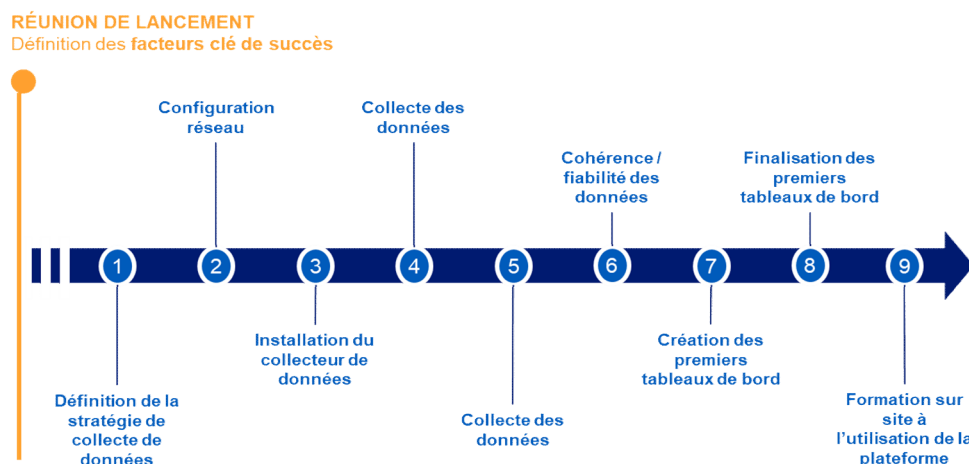 RÉUNION DE LANCEMENT
Définition des facteurs clé de succès
Configuration
réseau
Collecte des
données
Cohérence /
fiabilité des
données
Finalisation des
premiers
tableaux de bord
1
2
3
4
5
6
7
8
9
Définition de la
stratégie de
collecte de
données
Installation du
collecteur de
données
Collecte des
données
Création des
premiers
tableaux de bord
Formation sur
site à
l'utilisation de la
plateforme